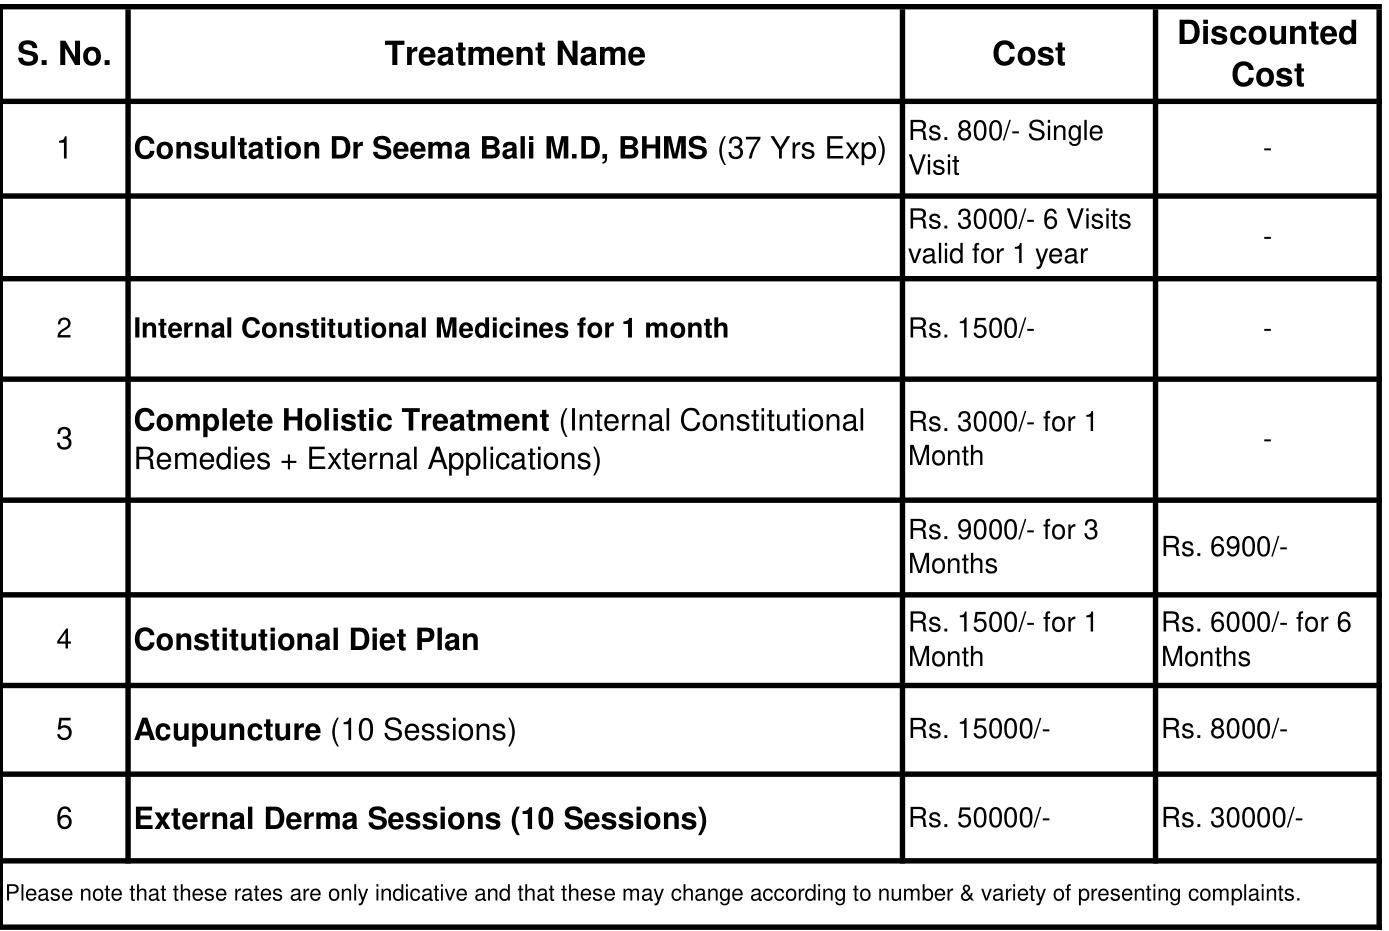 S. No. Treatment Name Cost Discounted Cost
1 Consultation Dr Seema Bali M.D, BHMS (37 Yrs Exp) Rs. 800/- Single Visit -
Rs. 3000/- 6 Visits valid for 1 year -
2 Internal Constitutional Medicines for 1 month Rs. 1500/- -
3 Complete Holistic Treatment (Internal Constitutional Remedies + External Applications) Rs. 3000/- for 1 Month -
Rs. 9000/- for 3 Months Rs. 6900/-
4 Constitutional Diet Plan Rs. 1500/- for 1 Month Rs. 6000/- for 6 Months
5 Acupuncture (10 Sessions) Rs. 15000/- Rs. 8000/-
6 External Derma Sessions (10 Sessions) Rs. 50000/- Rs. 30000/-
Please note that these rates are only indicative and that these may change according to number & variety of presenting complaints.